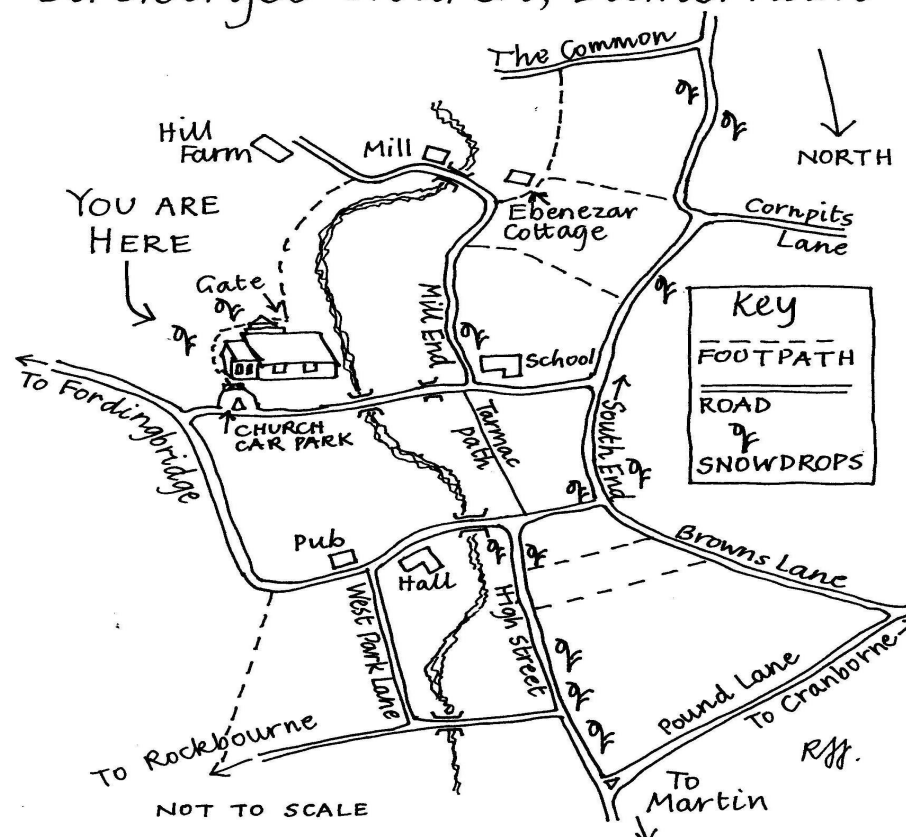 The Common
NORTH
Hill
Farm
Mill
YOU ARE
HERE
Ebenezar
Cottage
Cornpits
Lane
Gate
Mill End
School
Key
FOOTPATH
ROAD
SNOWDROPS
To Fordingbridge
CHURCH
CAR PARK
Tarmac
path
South End
Pub
Hall
Browns Lane
West Park Lane
High Street
Pound Lane
To Cranborne
To Rockbourne
RJJ.
NOT TO SCALE
To
Martin